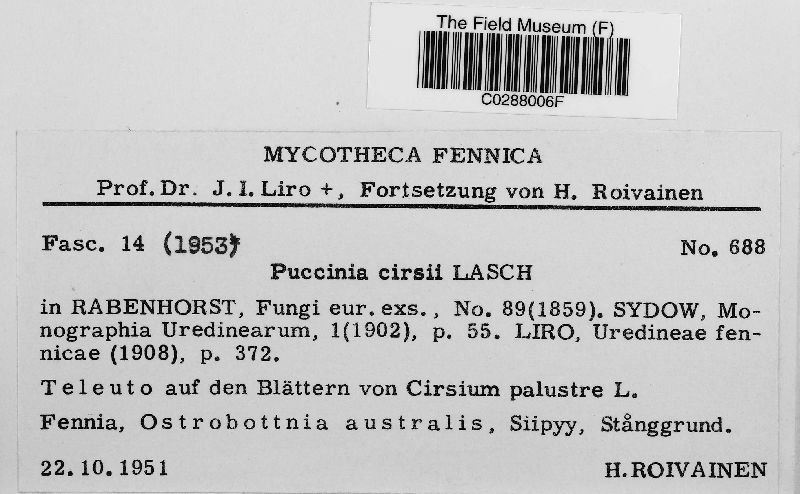 The Field Museum (F)
C0288006F
MYCOTHECA FENNICA
Prof. Dr. J. I. Liro +, Fortsetzung von H. Roivainen
Fasc. 14 (1953) No. 688
Puccinia cirsii LASCH
in RABENHORST, Fungi eur. exs., No. 89(1859). SYDOW, Mo-
nographia Uredinearum, 1(1902), p. 55. LIRO, Uredineae fen-
nicae (1908), p. 372.
Teleuto auf den Blättern von Cirsium palustre L.
Fennia, Ostrobottnia australis, Siipyy, Stånggrund.
22.10.1951 H. ROIVAINEN